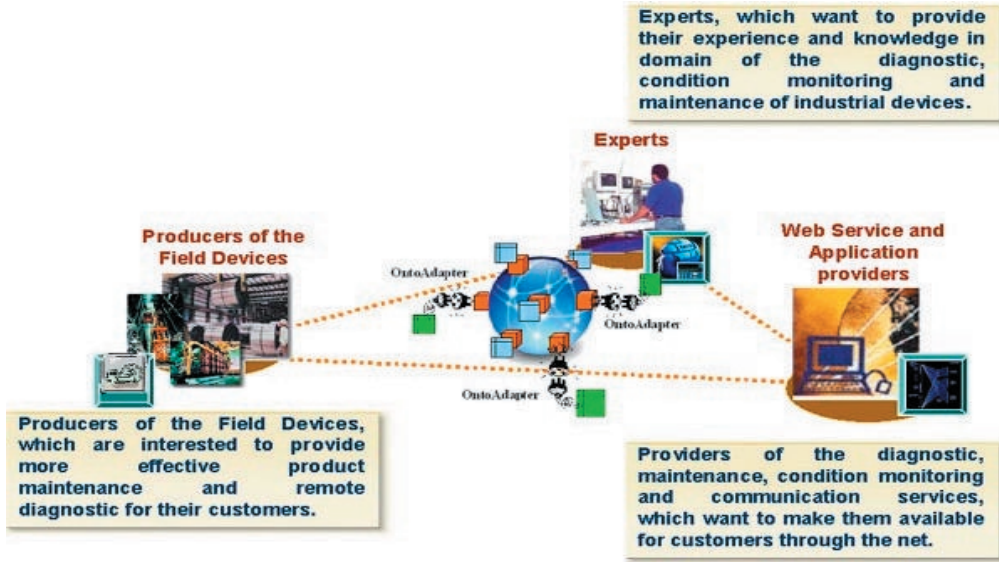 Experts, which want to provide
their experience and knowledge in
domain of the diagnostic,
condition monitoring and
maintenance of industrial devices.
Experts
Producers of the
Field Devices
Web Service and
Application
providers
OntoAdapter
OntoAdapter
OntoAdapter
Producers of the Field Devices,
which are interested to provide
more effective product
maintenance and remote
diagnostic for their customers.
Providers of the diagnostic,
maintenance, condition monitoring
and communication services,
which want to make them available
for customers through the net.